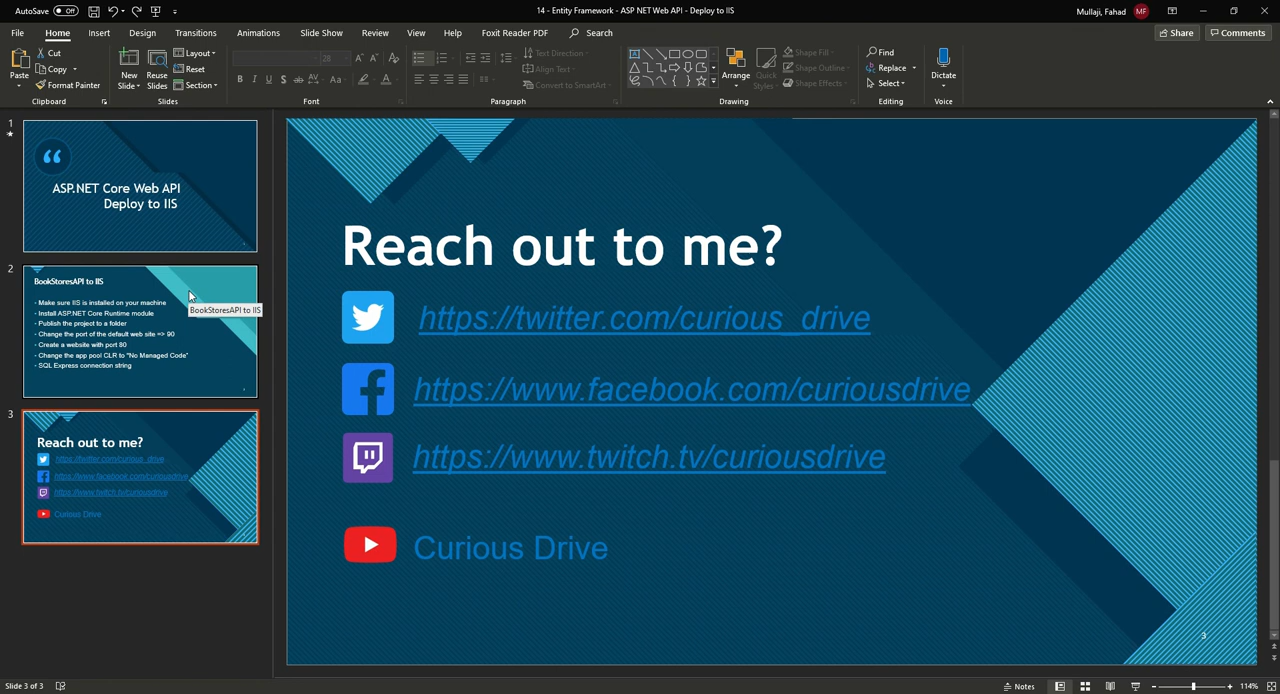 AutoSave Off
14 - Entity Framework - ASP NET Web API - Deploy to IIS
Mullaji, Fahad MF
File Home Insert Design Transitions Animations Slide Show Review View Help Foxit Reader PDF Search
Share Comments
Paste
Cut
Copy
Format Painter
Clipboard
New Slide
Reuse Slides
Layout
Reset
Section
Slides
28
B I U S ab AV Aa A
Font
Text Direction
Align Text
Convert to SmartArt
Paragraph
Arrange
Quick Styles
Shape Fill
Shape Outline
Shape Effects
Drawing
Find
Replace
Select
Editing
Dictate
Voice
1
ASP.NET Core Web API
Deploy to IIS
2
BookStoresAPI to IIS
- Make sure IIS is installed on your machine
- Install ASP.NET Core Runtime module
- Publish the project to a folder
- Change the port of the default web site => 90
- Create a website with port 80
- Change the app pool CLR to "No Managed Code"
- SQL Express connection string
BookStoresAPI to IIS
3
Reach out to me?
https://twitter.com/curious_drive
https://www.facebook.com/curiousdrive
https://www.twitch.tv/curiousdrive
Curious Drive
Reach out to me?
https://twitter.com/curious_drive
https://www.facebook.com/curiousdrive
https://www.twitch.tv/curiousdrive
Curious Drive
3
Slide 3 of 3
Notes
114%